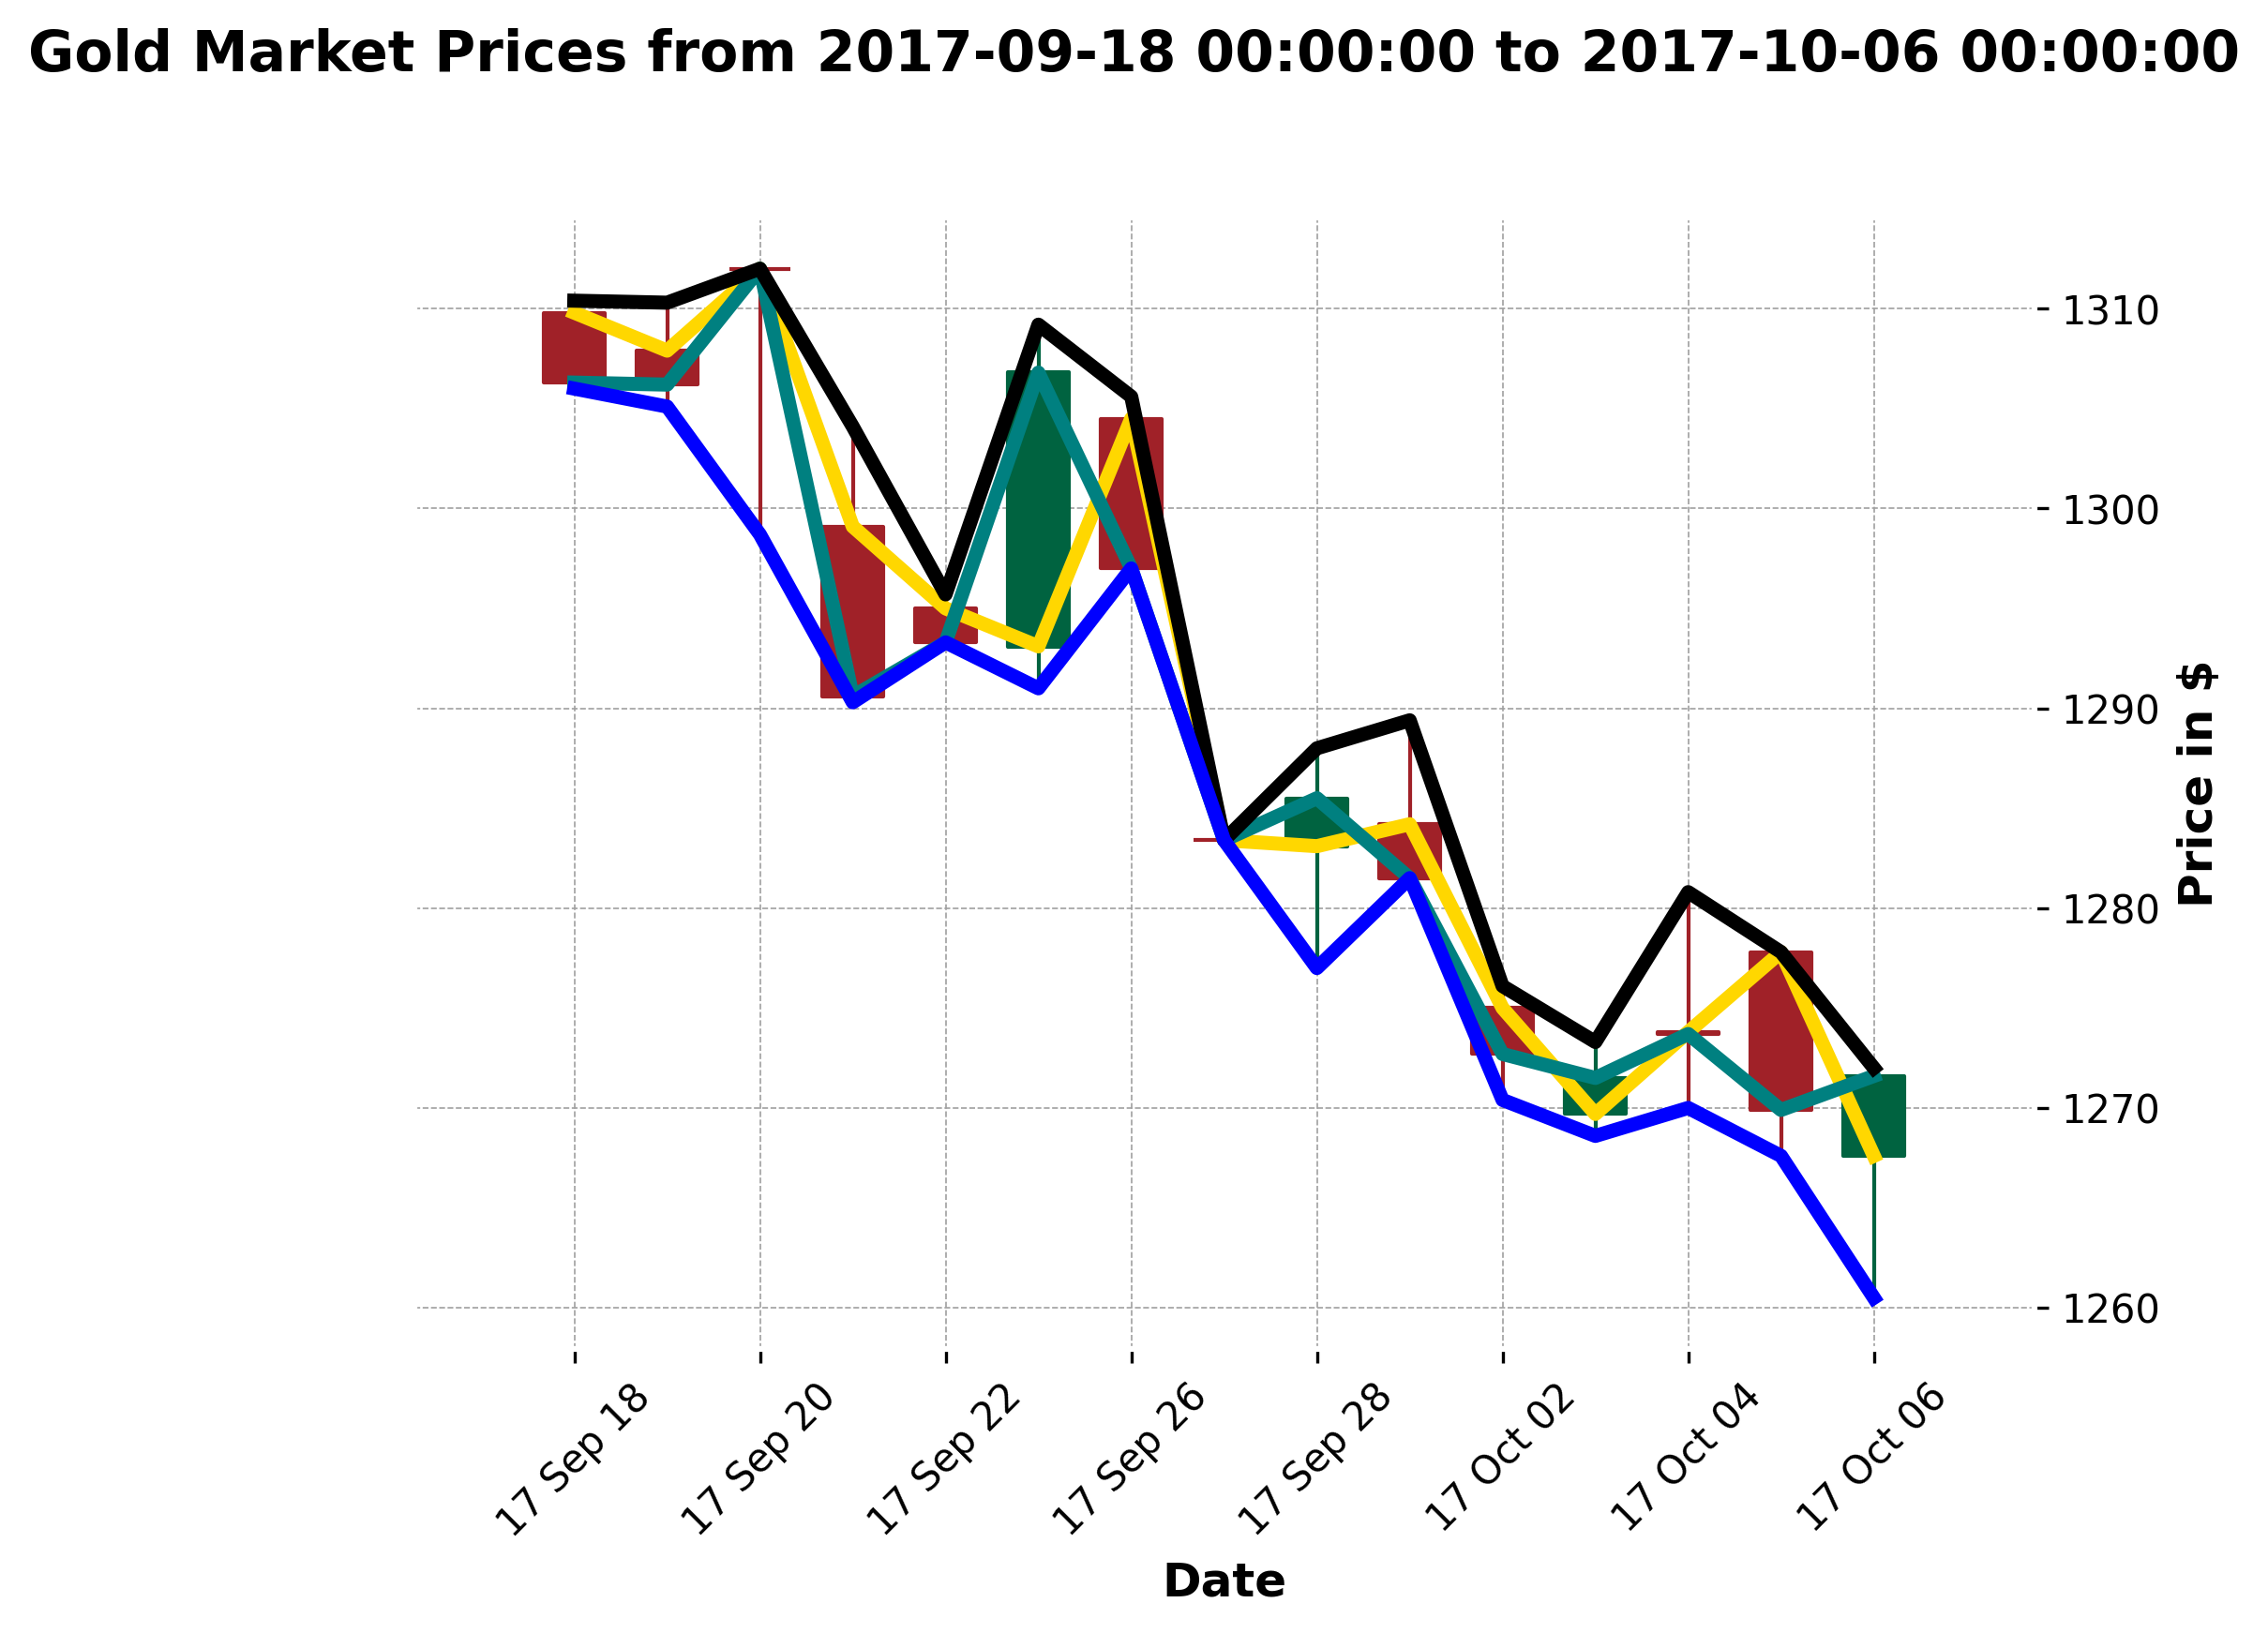 Gold Market Prices from 2017-09-18 00:00:00 to 2017-10-06 00:00:00
1310
1300
1290
1280
1270
1260
Price in $
17 Sep 18
17 Sep 20
17 Sep 22
17 Sep 26
17 Sep 28
17 Oct 02
17 Oct 04
17 Oct 06
Date